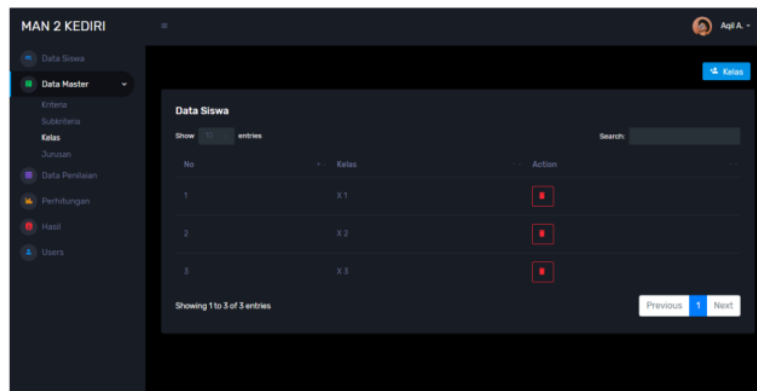 MAN 2 KEDIRI
Aqil A.
Data Siswa
Data Master
Kriteria
Subkriteria
Kelas
Jurusan
Data Penilaian
Perhitungan
Hasil
Users
Kelas
Data Siswa
Show 10 entries
Search:
No Kelas Action
1 X 1
2 X 2
3 X 3
Showing 1 to 3 of 3 entries
Previous 1 Next